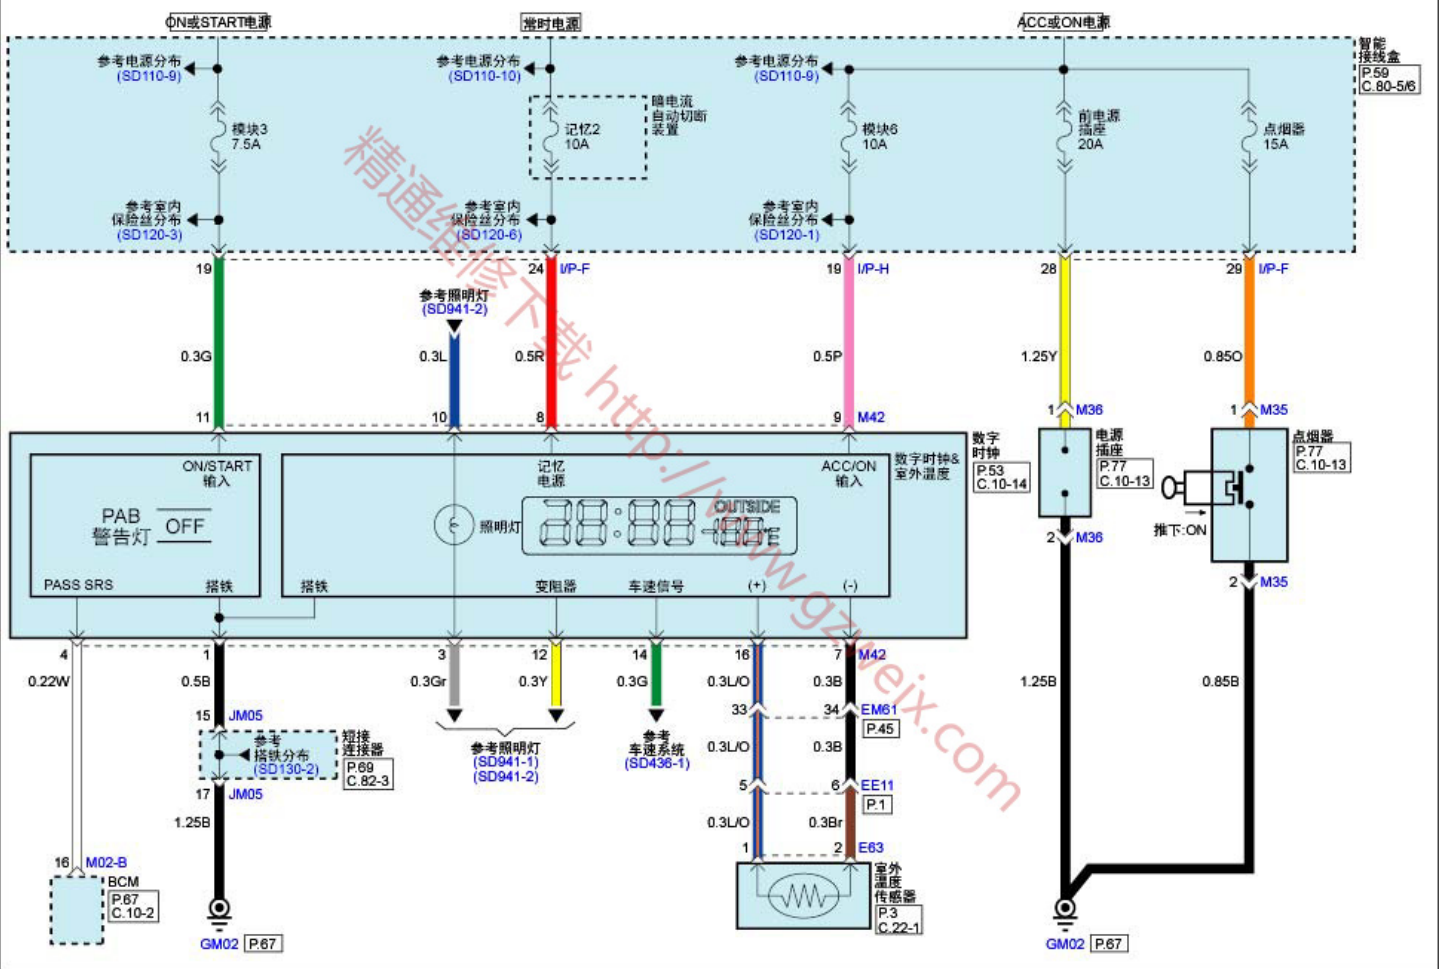 ON或START电源
常时电源
ACC或ON电源
参考电源分布
(SD110-9)
参考电源分布
(SD110-10)
参考电源分布
(SD110-9)
智能
接线盒
P.59
C.80-5/6
模块3
7.5A
记忆2
10A
暗电流
自动切断
装置
模块6
10A
前电源
插座
20A
点烟器
15A
参考室内
保险丝分布
(SD120-3)
参考室内
保险丝分布
(SD120-6)
参考室内
保险丝分布
(SD120-1)
19
24 I/P-F
19 I/P-H
28
29 I/P-F
参考照明灯
(SD941-2)
0.3G
0.3L
0.5R
0.5P
1.25Y
0.85O
11
10
8
9 M42
1 M36
1 M35
ON/START
输入
记忆
电源
ACC/ON
输入
数字时钟&
室外温度
数字
时钟
P.53
C.10-14
电源
插座
P.77
C.10-13
点烟器
P.77
C.10-13
推下:ON
PAB
警告灯
OFF
照明灯
OUTSIDE
88:88
-188°F
PASS SRS
搭铁
搭铁
变阻器
车速信号
(+)
(-)
2 M36
2 M35
4
1
3
12
14
16
7 M42
0.22W
0.5B
0.3Gr
0.3Y
0.3G
0.3L/O
0.3B
1.25B
0.85B
15 JM05
33
34 EM61
P.45
参考
搭铁分布
(SD130-2)
短接
连接器
P.69
C.82-3
参考照明灯
(SD941-1)
(SD941-2)
参考
车速系统
(SD436-1)
0.3L/O
0.3B
17 JM05
5
6 EE11
P.1
1.25B
0.3L/O
0.3Br
1
2 E63
16 M02-B
BCM
P.67
C.10-2
室外
温度
传感器
P.3
C.22-1
GM02 P.67
GM02 P.67
精通维修下载 http://www.gzweix.com